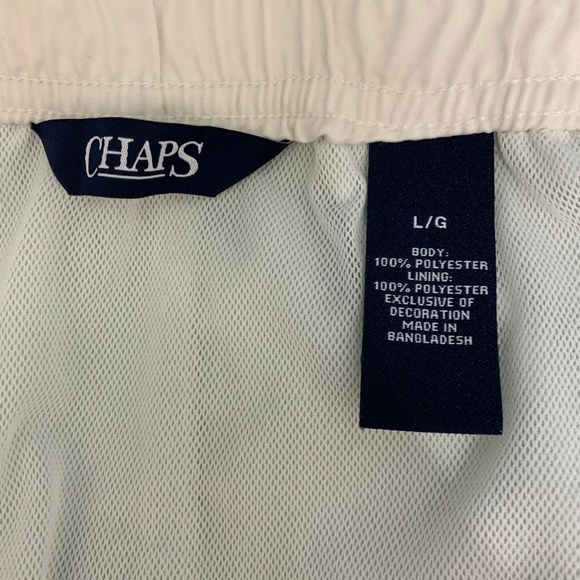 CHAPS
L/G
BODY:
100% POLYESTER
LINING:
100% POLYESTER
EXCLUSIVE OF
DECORATION
MADE IN
BANGLADESH